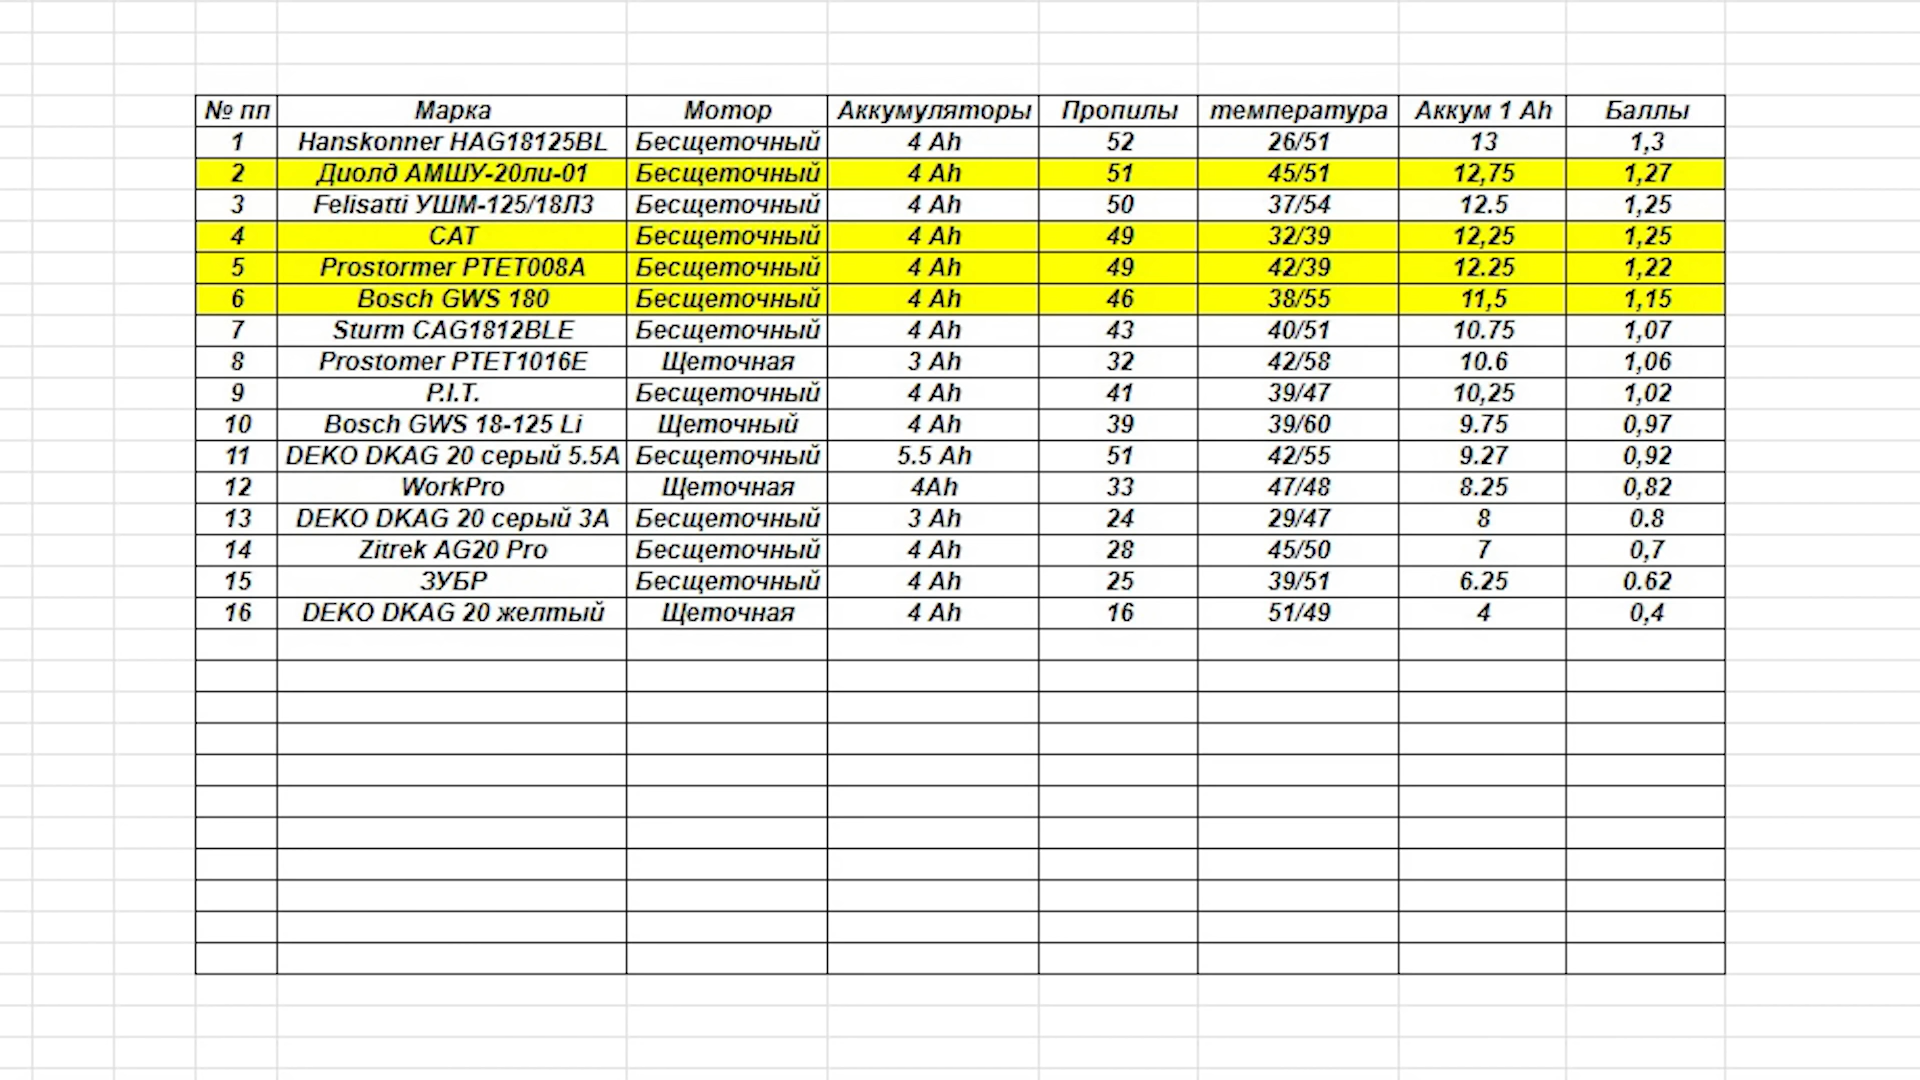 № пп Марка Мотор Аккумуляторы Пропилы температура Аккум 1 Ah Баллы
1 Hanskonner HAG18125BL Бесщеточный 4 Ah 52 26/51 13 1,3
2 Диолд АМШУ-20ли-01 Бесщеточный 4 Ah 51 45/51 12,75 1,27
3 Felisatti УШМ-125/18Л3 Бесщеточный 4 Ah 50 37/54 12.5 1,25
4 CAT Бесщеточный 4 Ah 49 32/39 12,25 1,25
5 Prostormer PTET008A Бесщеточный 4 Ah 49 42/39 12.25 1,22
6 Bosch GWS 180 Бесщеточный 4 Ah 46 38/55 11,5 1,15
7 Sturm CAG1812BLE Бесщеточный 4 Ah 43 40/51 10.75 1,07
8 Prostomer PTET1016E Щеточная 3 Ah 32 42/58 10.6 1,06
9 P.I.T. Бесщеточный 4 Ah 41 39/47 10,25 1,02
10 Bosch GWS 18-125 Li Щеточный 4 Ah 39 39/60 9.75 0,97
11 DEKO DKAG 20 серый 5.5A Бесщеточный 5.5 Ah 51 42/55 9.27 0,92
12 WorkPro Щеточная 4Ah 33 47/48 8.25 0,82
13 DEKO DKAG 20 серый 3A Бесщеточный 3 Ah 24 29/47 8 0.8
14 Zitrek AG20 Pro Бесщеточный 4 Ah 28 45/50 7 0,7
15 ЗУБР Бесщеточный 4 Ah 25 39/51 6.25 0.62
16 DEKO DKAG 20 желтый Щеточная 4 Ah 16 51/49 4 0,4